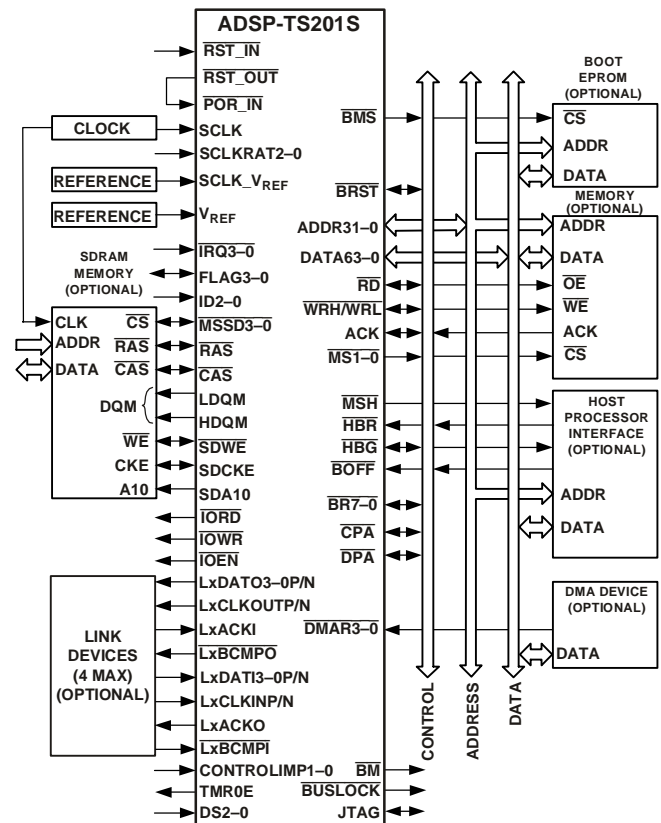 ADSP-TS201S
RST_IN
RST_OUT
POR_IN
CLOCK
SCLK
SCLKRAT2–0
REFERENCE
SCLK_VREF
REFERENCE
VREF
IRQ3–0
SDRAM
MEMORY
(OPTIONAL)
FLAG3–0
ID2–0
CLK
CS
MSSD3–0
ADDR
RAS
RAS
DATA
CAS
CAS
DQM
LDQM
HDQM
WE
SDWE
CKE
SDCKE
A10
SDA10
IORD
IOWR
IOEN
LINK
DEVICES
(4 MAX)
(OPTIONAL)
LxDATO3–0P/N
LxCLKOUTP/N
LxACKI
LxBCMPO
LxDATI3–0P/N
LxCLKINP/N
LxACKO
LxBCMPI
CONTROLIMP1–0
TMR0E
DS2–0
BMS
BRST
ADDR31–0
DATA63–0
RD
WRH/WRL
ACK
MS1–0
MSH
HBR
HBG
BOFF
BR7–0
CPA
DPA
DMAR3–0
BM
BUSLOCK
JTAG
CONTROL
ADDRESS
DATA
BOOT
EPROM
(OPTIONAL)
CS
ADDR
DATA
MEMORY
(OPTIONAL)
ADDR
DATA
OE
WE
ACK
CS
HOST
PROCESSOR
INTERFACE
(OPTIONAL)
ADDR
DATA
DMA DEVICE
(OPTIONAL)
DATA